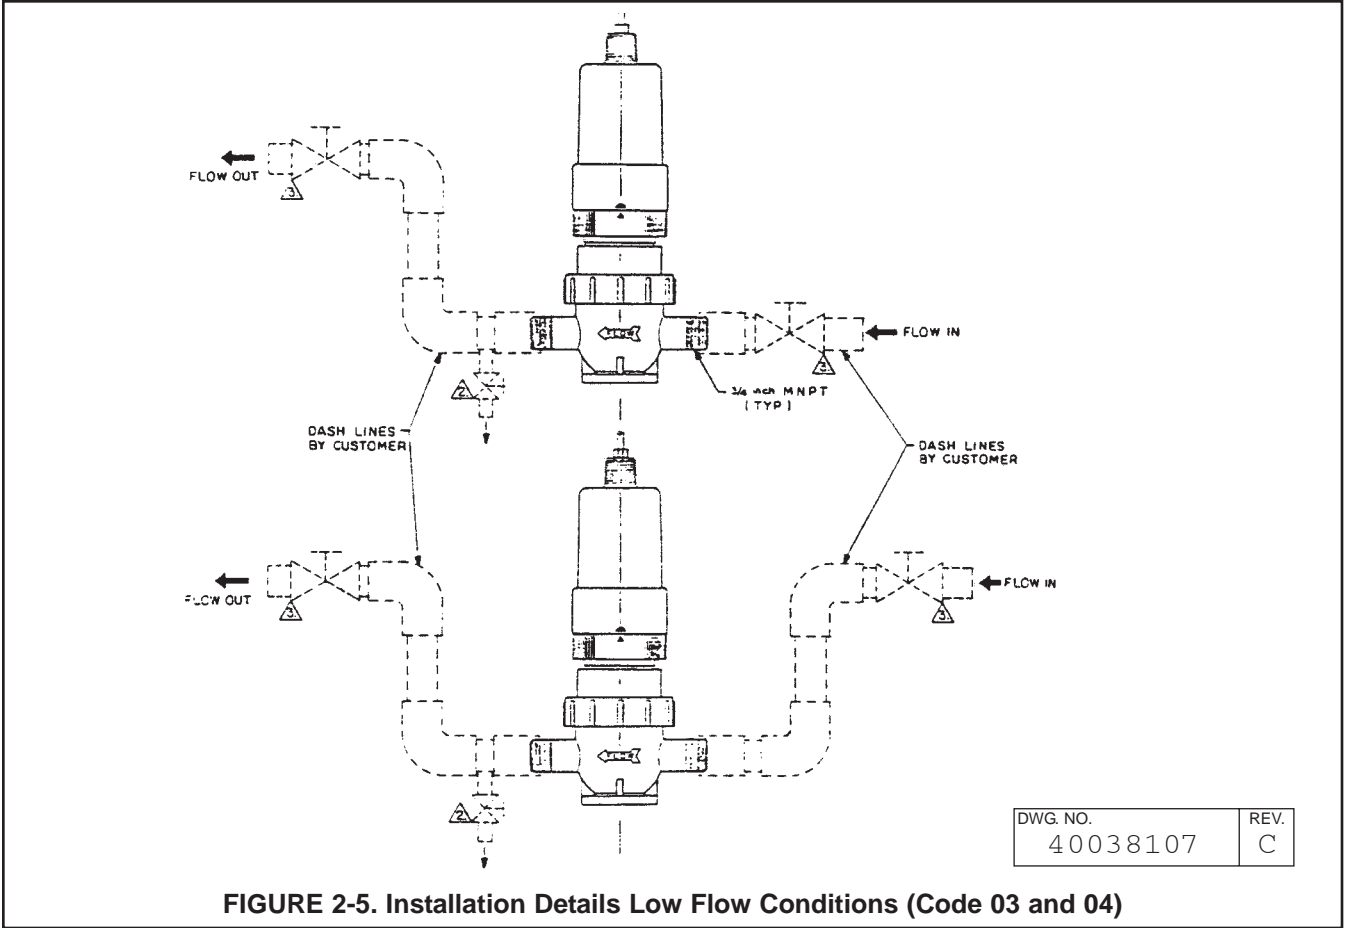 FLOW OUT
3.
FLOW
FLOW IN
3.
2.
3/4 inch MNPT
(TYP)
DASH LINES
BY CUSTOMER
DASH LINES
BY CUSTOMER
FLOW OUT
3.
FLOW IN
3.
FLOW
2.
DWG. NO.
40038107
REV.
C
FIGURE 2-5. Installation Details Low Flow Conditions (Code 03 and 04)